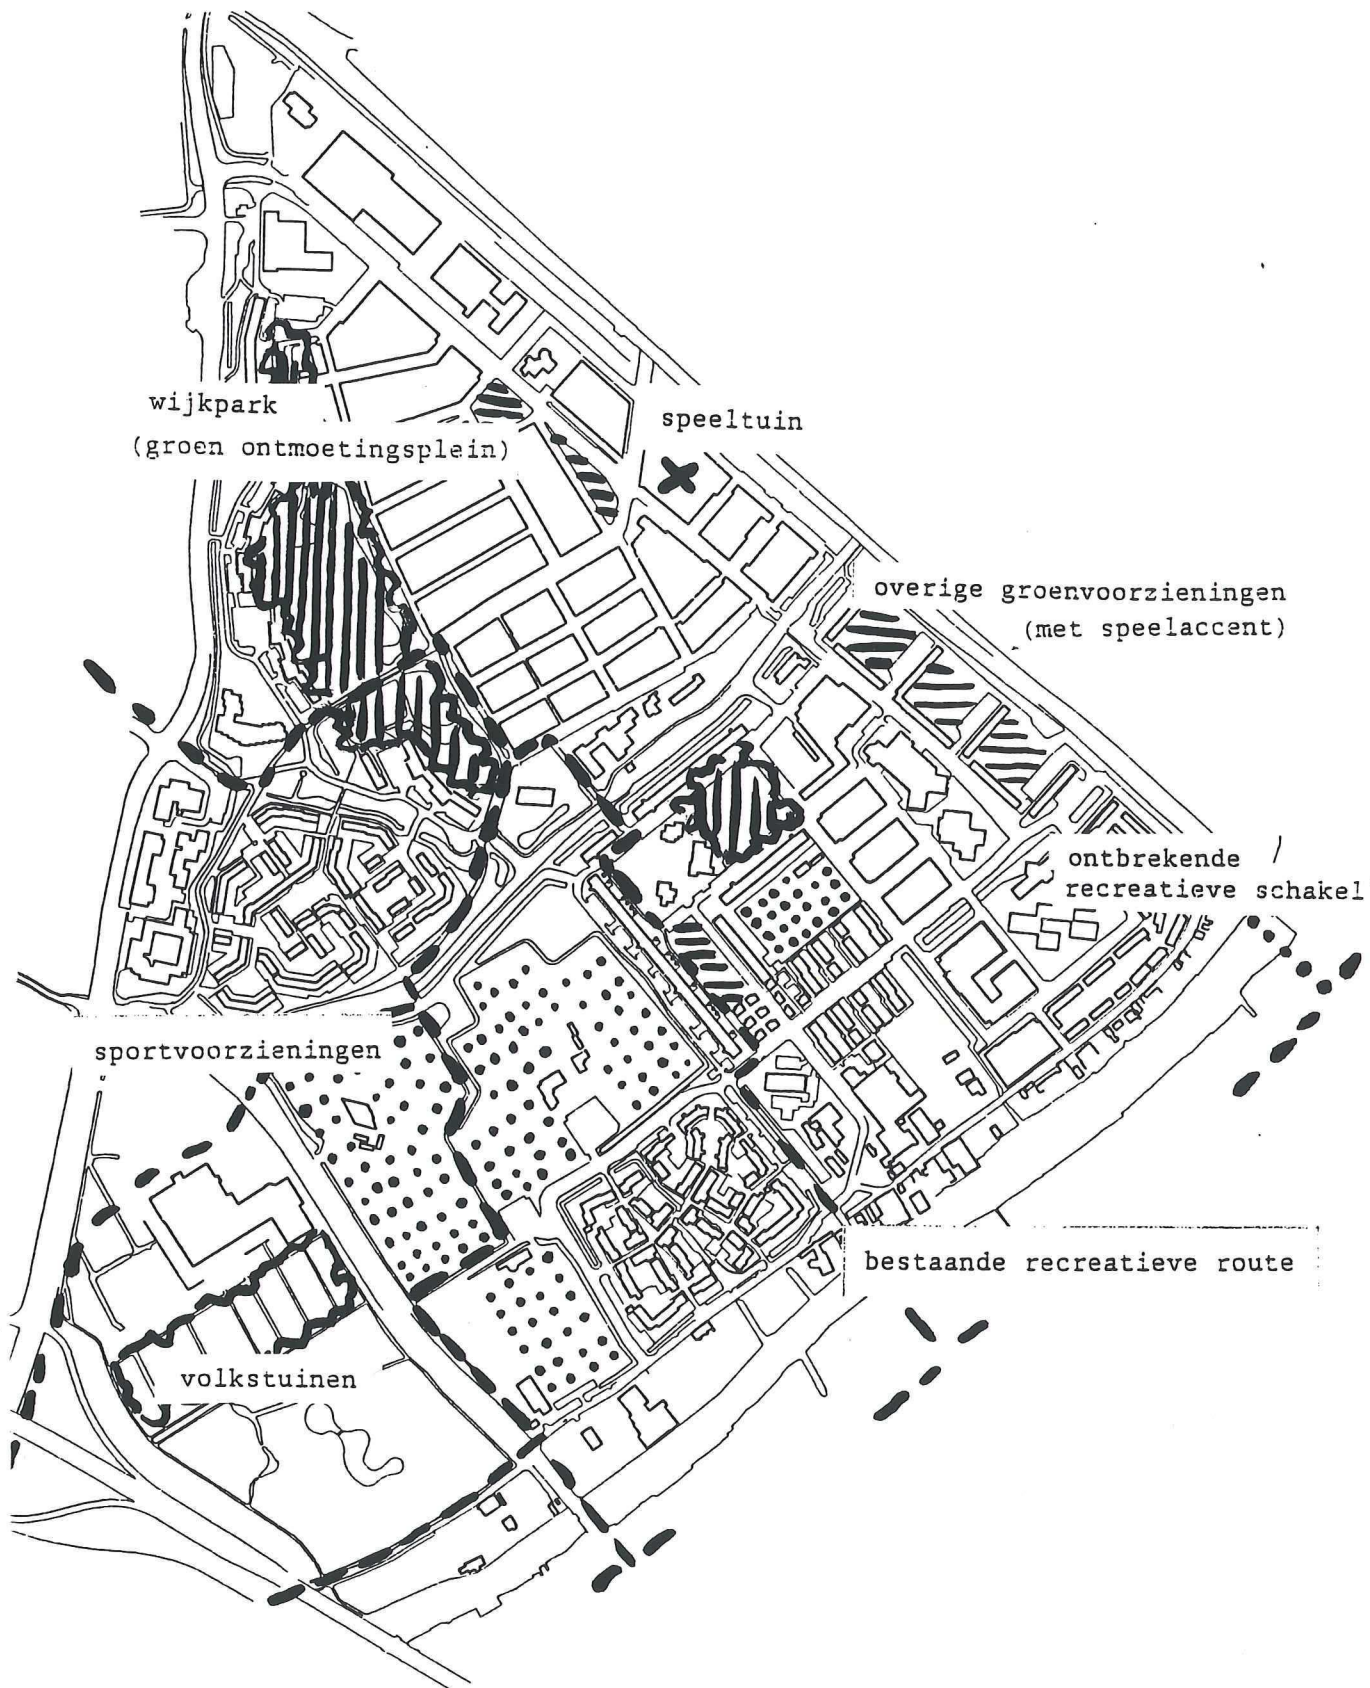 wijkpark
(groen ontmoetingsplein)
speeltuin
overige groenvoorzieningen
(met speelaccent)
ontbrekende
recreatieve schakel
sportvoorzieningen
bestaande recreatieve route
volkstuinen